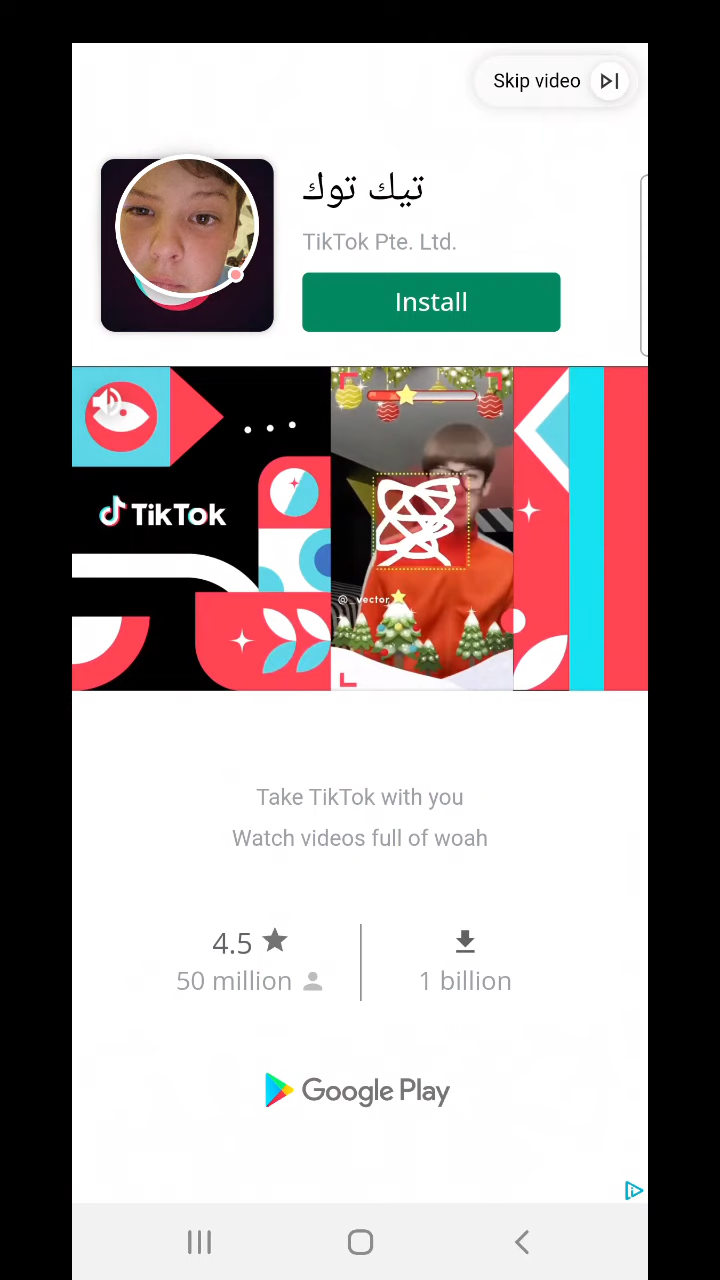 Skip video
تيك توك
TikTok Pte. Ltd.
Install
TikTok
@_vector
Take TikTok with you
Watch videos full of woah
4.5
50 million
1 billion
Google Play